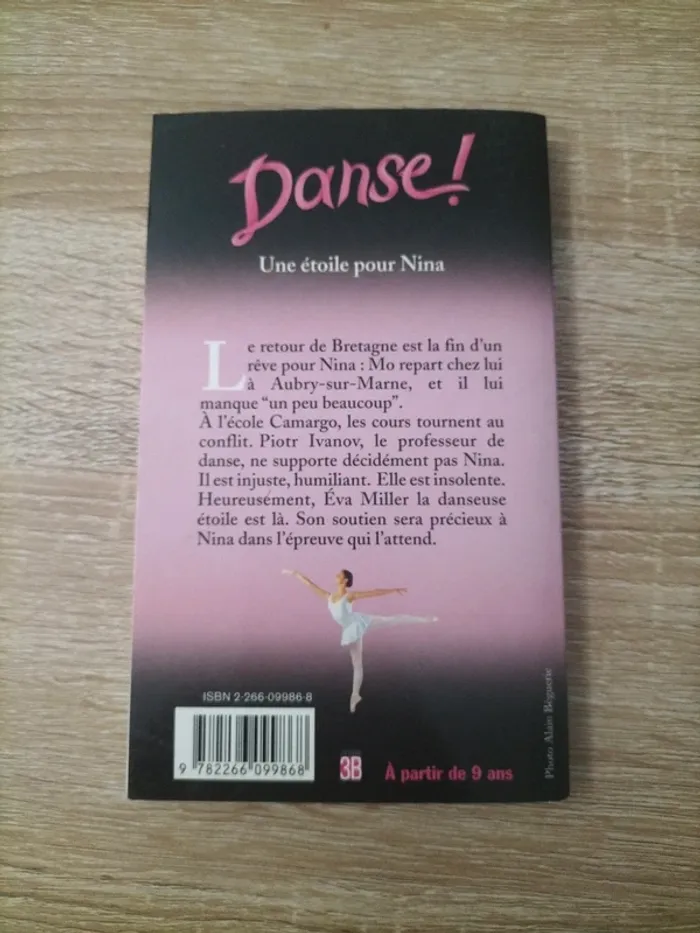 Danse!
Une étoile pour Nina
Le retour de Bretagne est la fin d'un
rêve pour Nina : Mo repart chez lui
à Aubry-sur-Marne, et il lui
manque "un peu beaucoup".
À l'école Camargo, les cours tournent au
conflit. Piotr Ivanov, le professeur de
danse, ne supporte décidément pas Nina.
Il est injuste, humiliant. Elle est insolente.
Heureusement, Éva Miller la danseuse
étoile est là. Son soutien sera précieux à
Nina dans l'épreuve qui l'attend.
ISBN 2-266-09986-8
9 782266 099868
3B
À partir de 9 ans
Photo Alain Béguerie